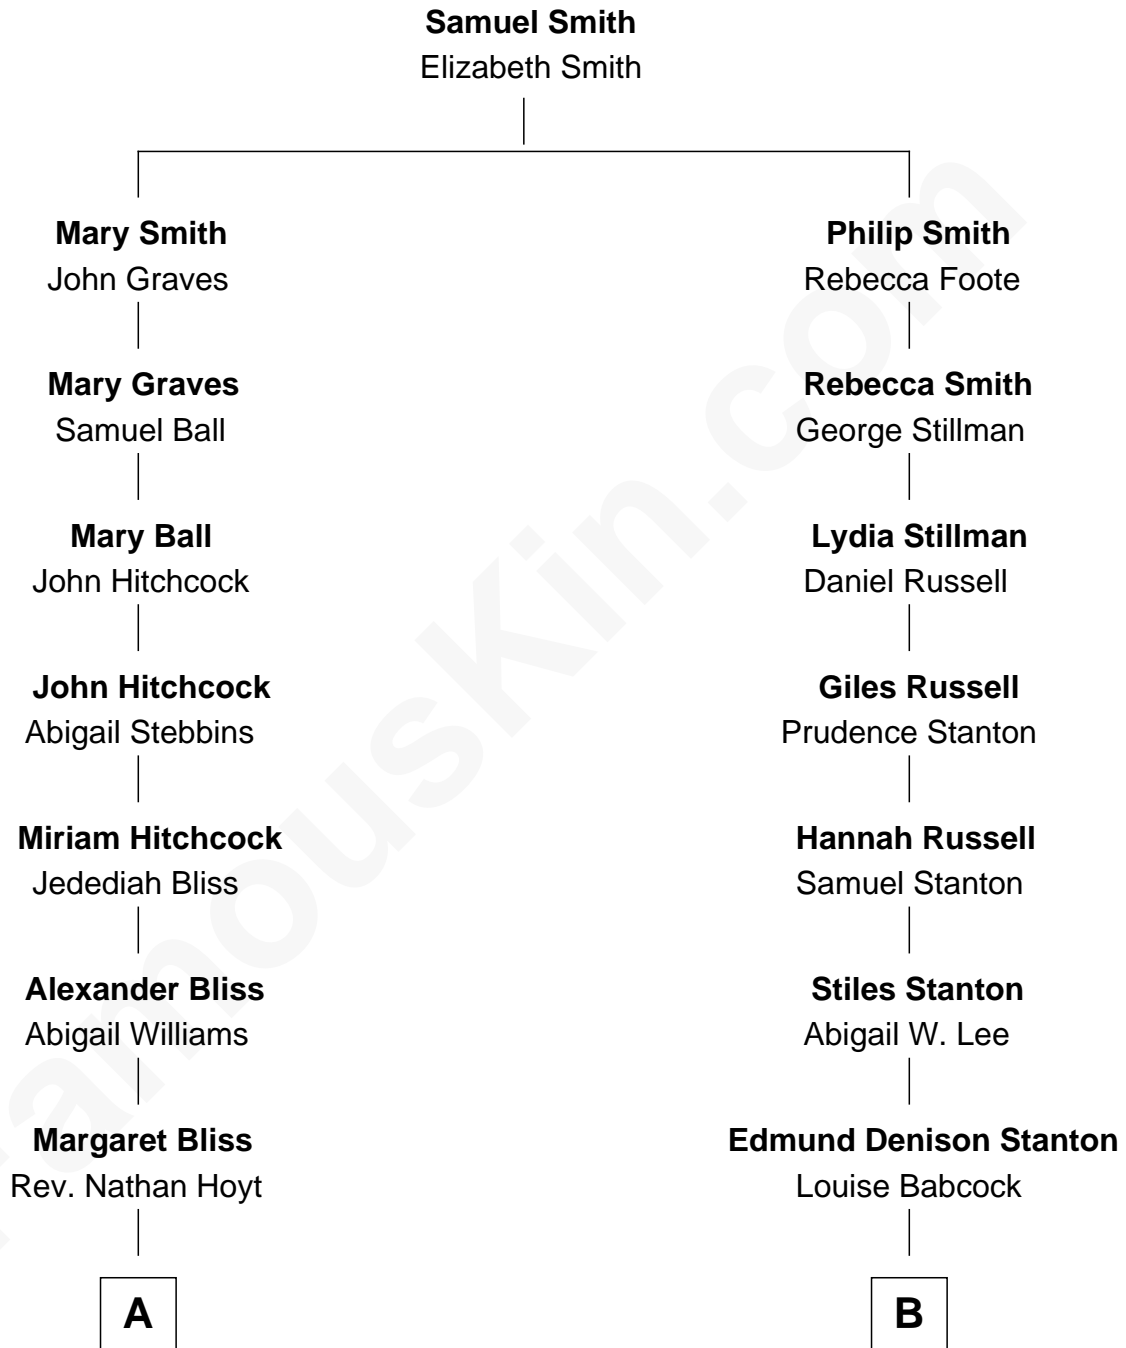 Samuel Smith
Elizabeth Smith
Mary Smith
John Graves
Mary Graves
Samuel Ball
Mary Ball
John Hitchcock
John Hitchcock
Abigail Stebbins
Miriam Hitchcock
Jedediah Bliss
Alexander Bliss
Abigail Williams
Margaret Bliss
Rev. Nathan Hoyt
A
Philip Smith
Rebecca Foote
Rebecca Smith
George Stillman
Lydia Stillman
Daniel Russell
Giles Russell
Prudence Stanton
Hannah Russell
Samuel Stanton
Stiles Stanton
Abigail W. Lee
Edmund Denison Stanton
Louise Babcock
B
FamousKin.com